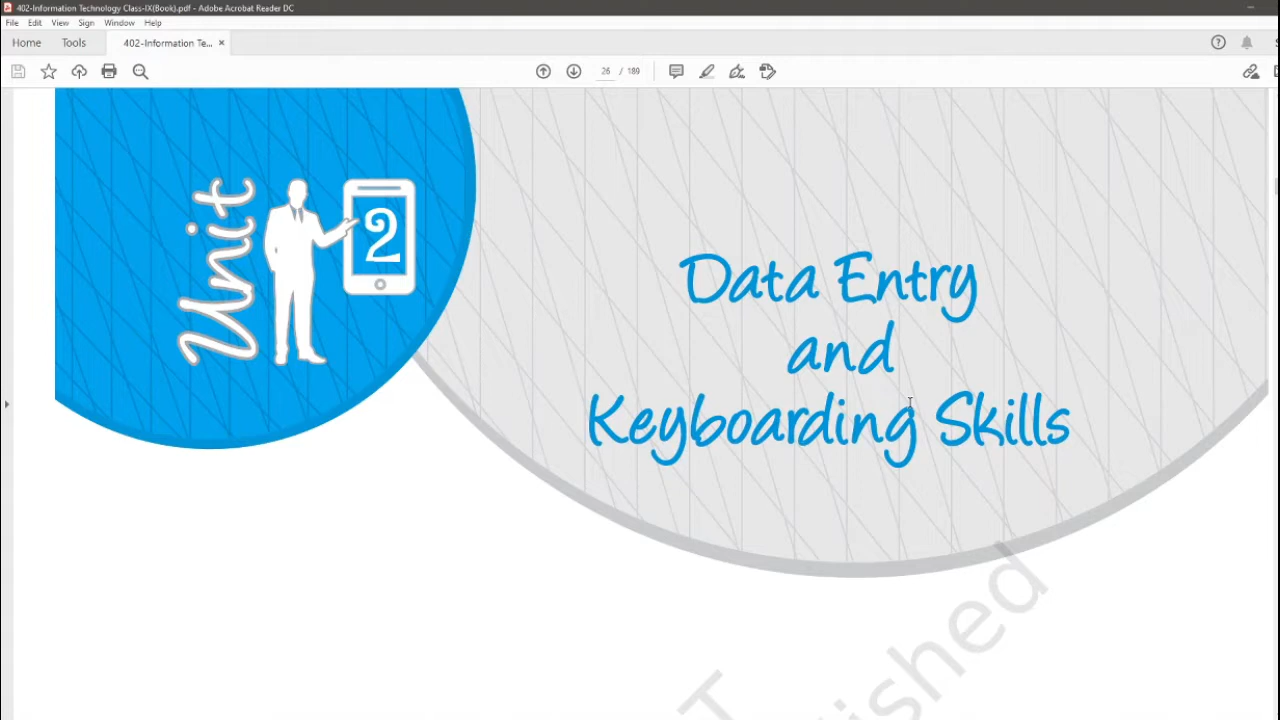 402-Information Technology Class-IX(Book).pdf - Adobe Acrobat Reader DC
File Edit View Sign Window Help
Home Tools 402-Information Te... ×
26 / 189
Unit 2
Data Entry
and
Keyboarding Skills